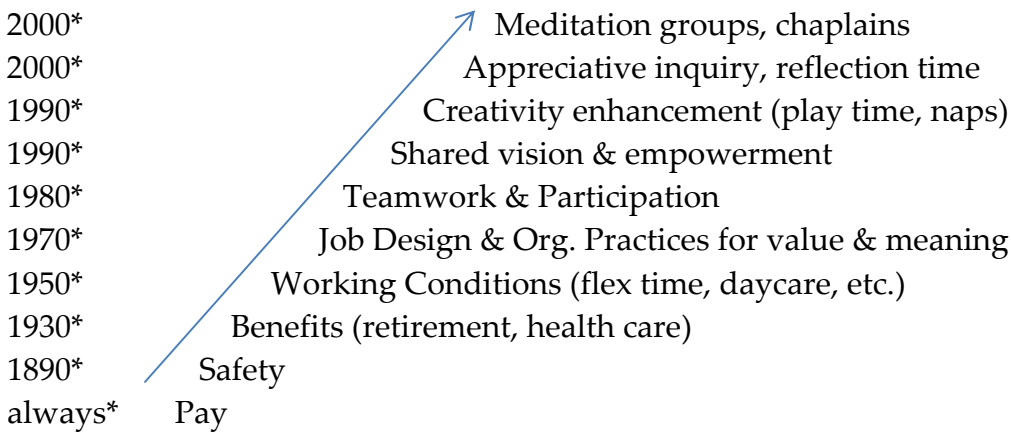 2000* Meditation groups, chaplains
2000* Appreciative inquiry, reflection time
1990* Creativity enhancement (play time, naps)
1990* Shared vision & empowerment
1980* Teamwork & Participation
1970* Job Design & Org. Practices for value & meaning
1950* Working Conditions (flex time, daycare, etc.)
1930* Benefits (retirement, health care)
1890* Safety
always* Pay